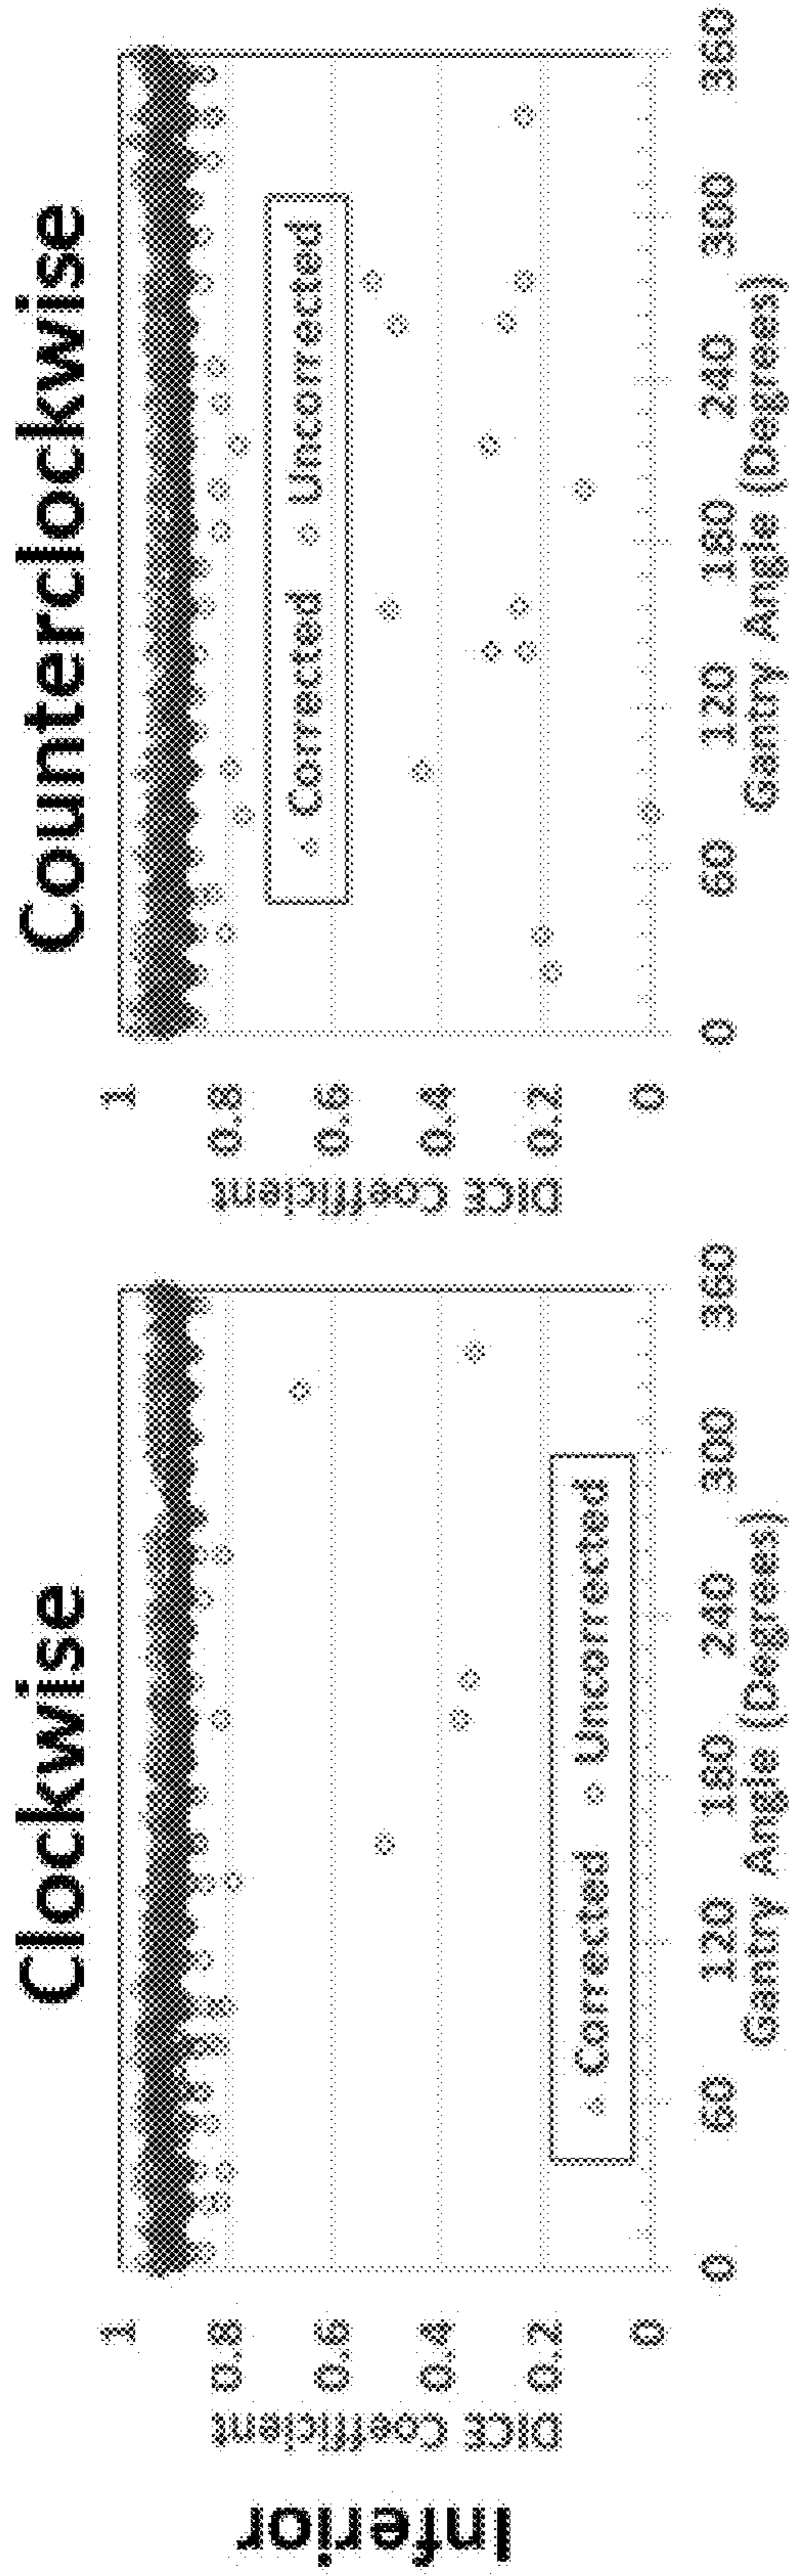 Inferior
Clockwise
DICE Coefficient
1
0.8
0.6
0.4
0.2
0
Corrected Uncorrected
0 60 120 180 240 300 360
Gantry Angle (Degrees)
Counterclockwise
DICE Coefficient
1
0.8
0.6
0.4
0.2
0
Corrected Uncorrected
0 60 120 180 240 300 360
Gantry Angle (Degrees)